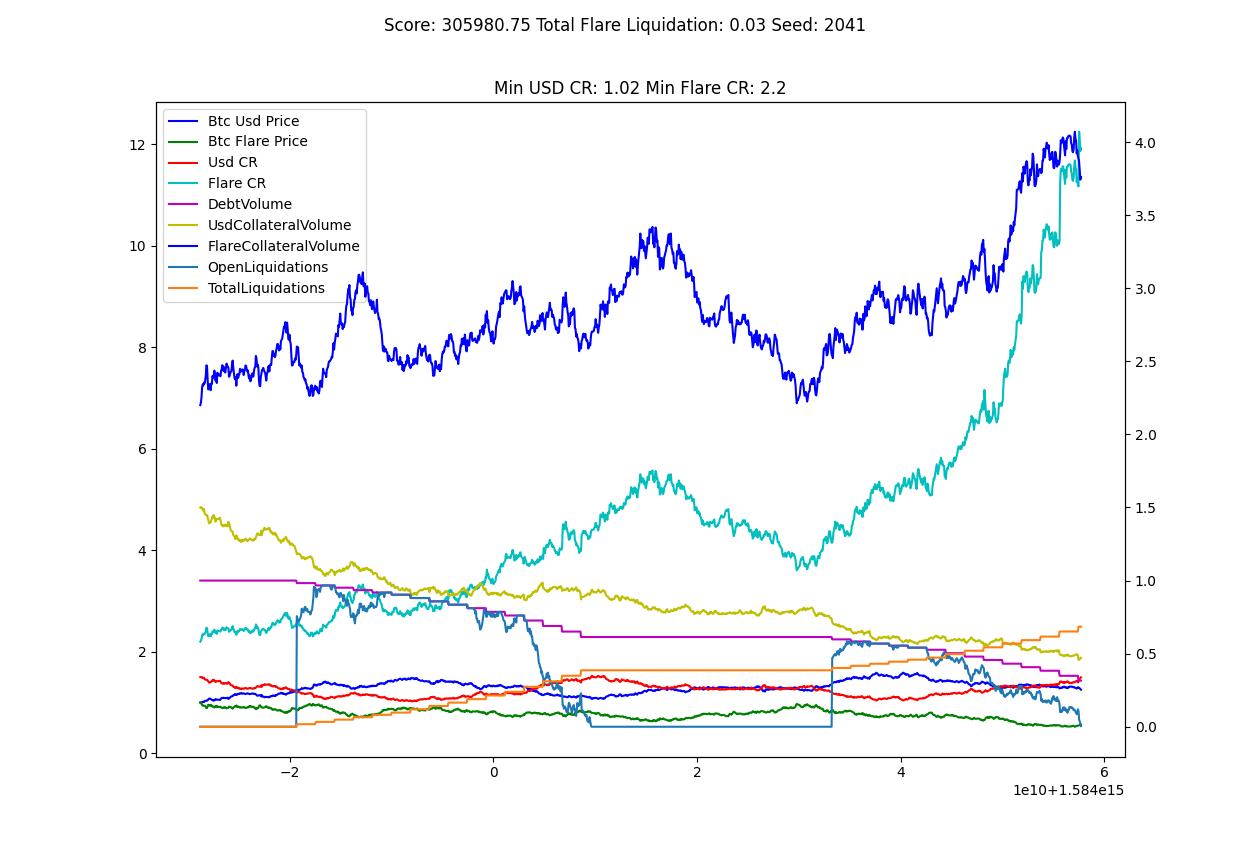 Score: 305980.75 Total Flare Liquidation: 0.03 Seed: 2041
Min USD CR: 1.02 Min Flare CR: 2.2
Btc Usd Price
Btc Flare Price
Usd CR
Flare CR
DebtVolume
UsdCollateralVolume
FlareCollateralVolume
OpenLiquidations
TotalLiquidations
12
10
8
6
4
2
0
4.0
3.5
3.0
2.5
2.0
1.5
1.0
0.5
0.0
−2 0 2 4 6
1e10+1.584e15